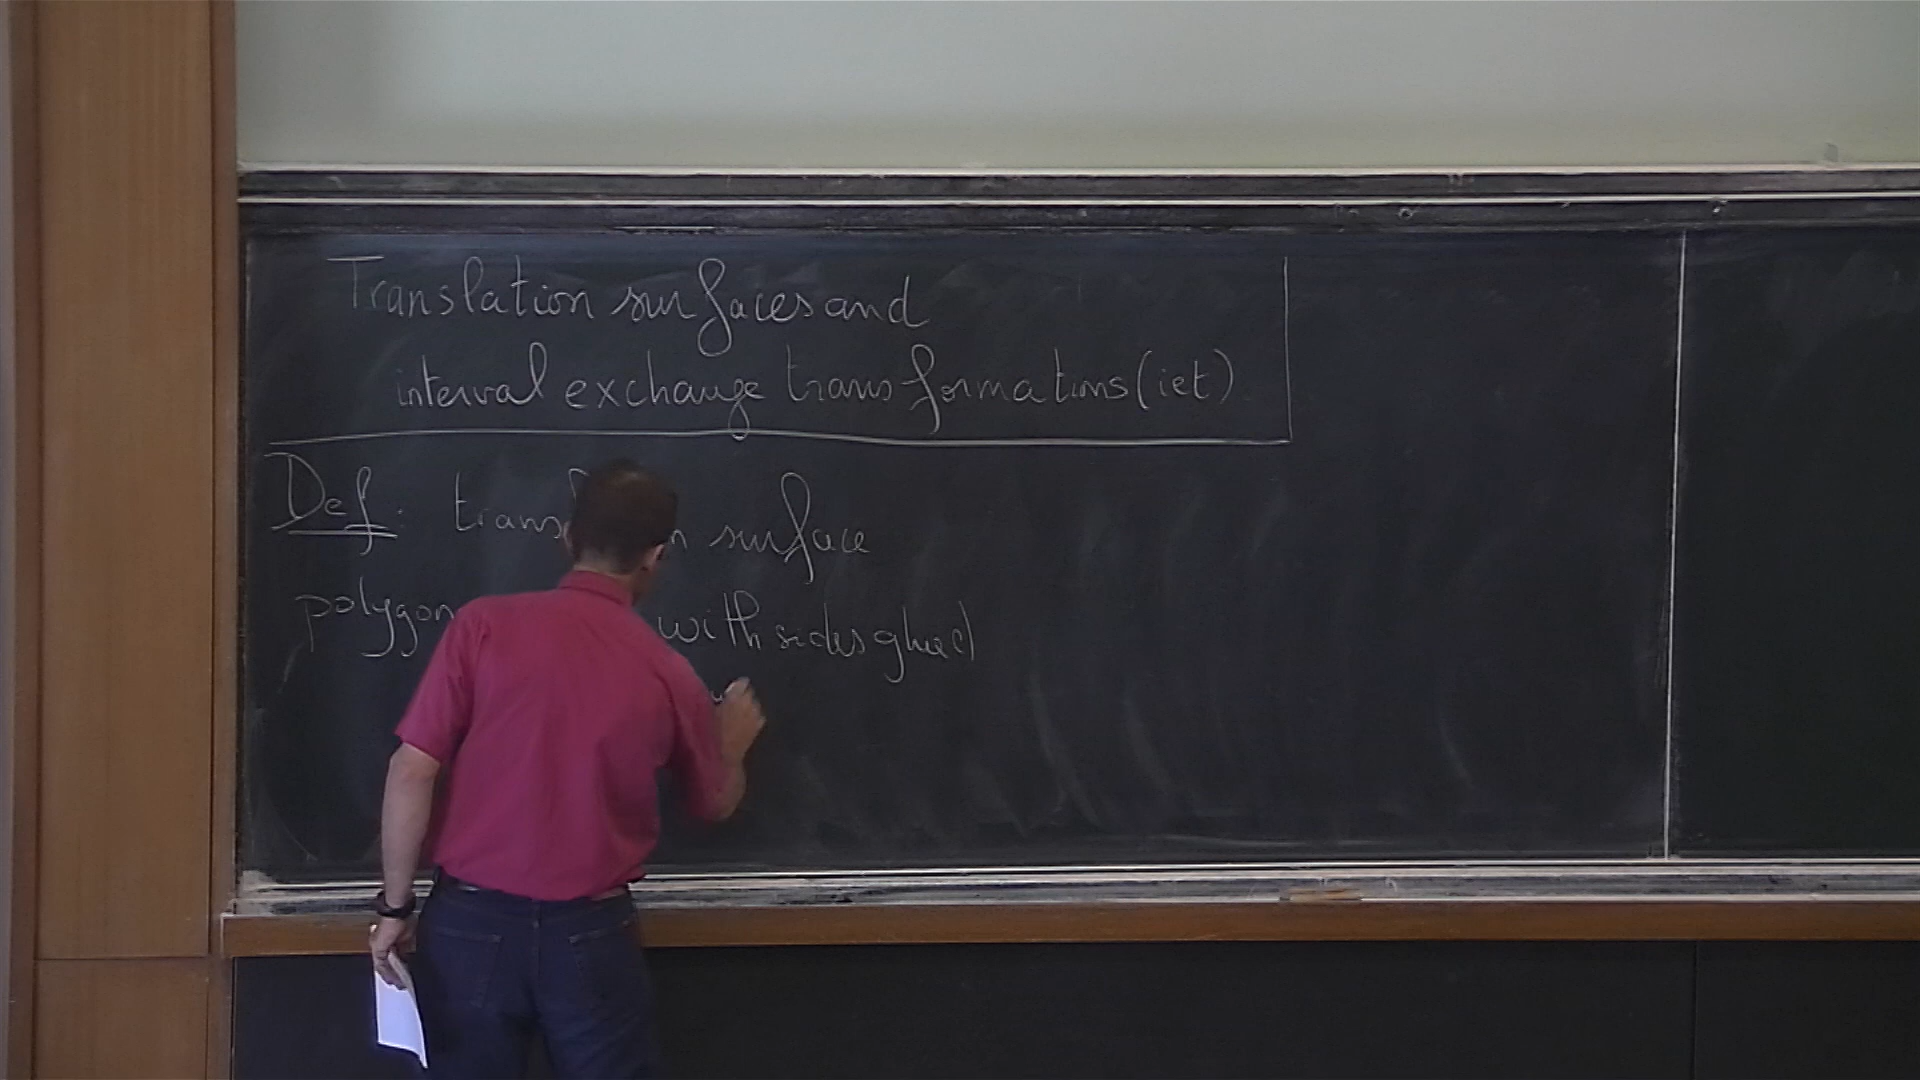 Translation surfaces and
interval exchange transformations (iet)
Def: translation surface
polygon with sides glued